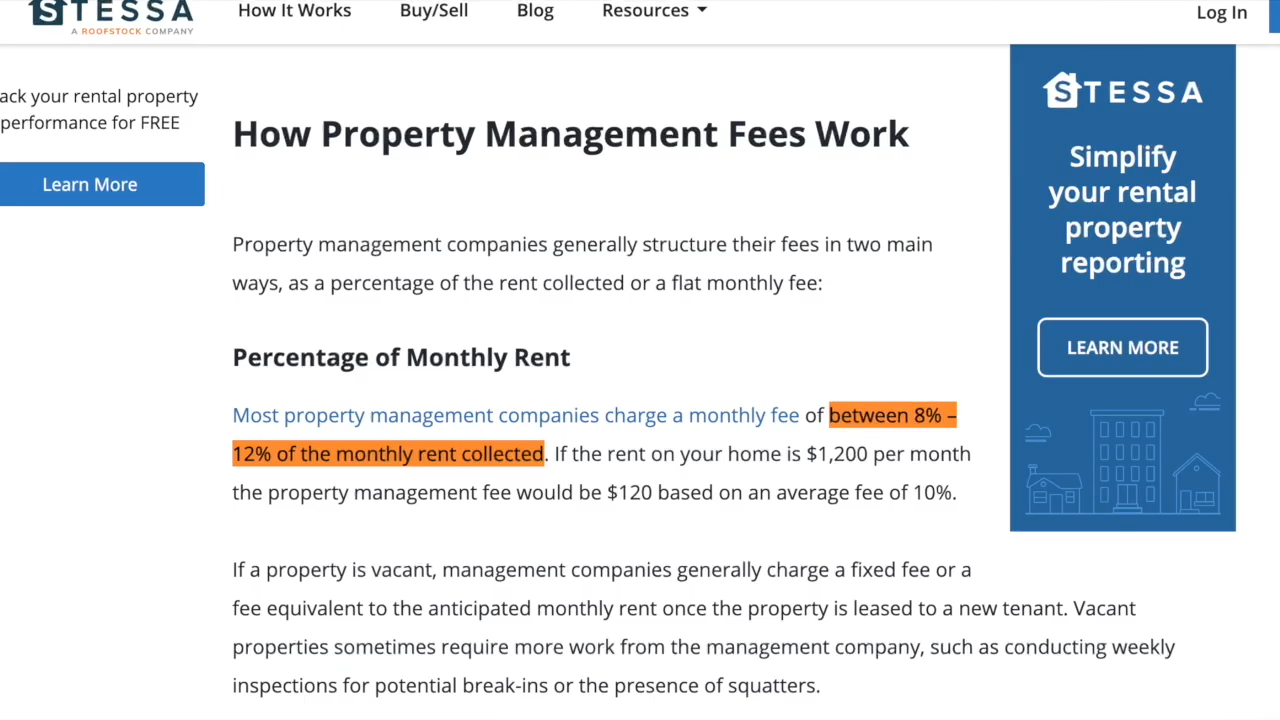 STESSA
A ROOFSTOCK COMPANY
How It Works
Buy/Sell
Blog
Resources
Log In
ack your rental property
performance for FREE
Learn More
How Property Management Fees Work
Property management companies generally structure their fees in two main
ways, as a percentage of the rent collected or a flat monthly fee:
Percentage of Monthly Rent
Most property management companies charge a monthly fee of between 8% –
12% of the monthly rent collected. If the rent on your home is $1,200 per month
the property management fee would be $120 based on an average fee of 10%.
If a property is vacant, management companies generally charge a fixed fee or a
fee equivalent to the anticipated monthly rent once the property is leased to a new tenant. Vacant
properties sometimes require more work from the management company, such as conducting weekly
inspections for potential break-ins or the presence of squatters.
STESSA
Simplify
your rental
property
reporting
LEARN MORE